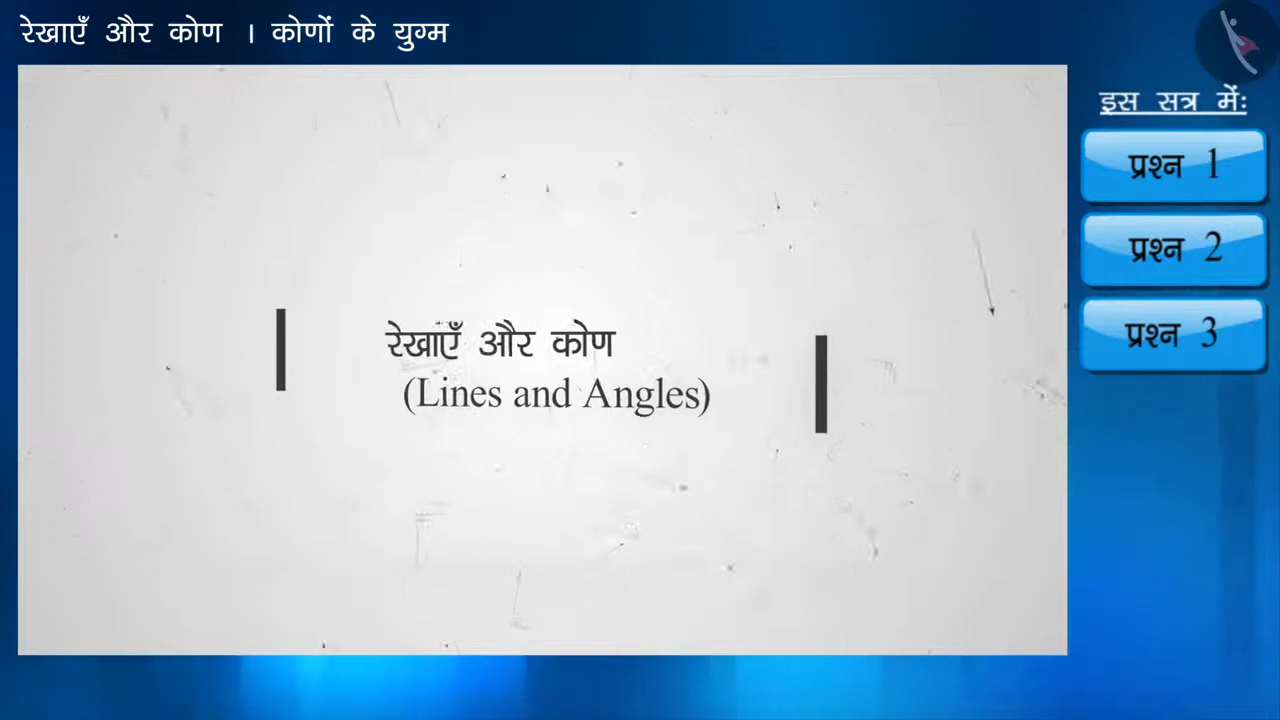 रेखाएँ और कोण । कोणों के युग्म
इस सत्र में:
प्रश्न 1
प्रश्न 2
प्रश्न 3
रेखाएँ और कोण
(Lines and Angles)